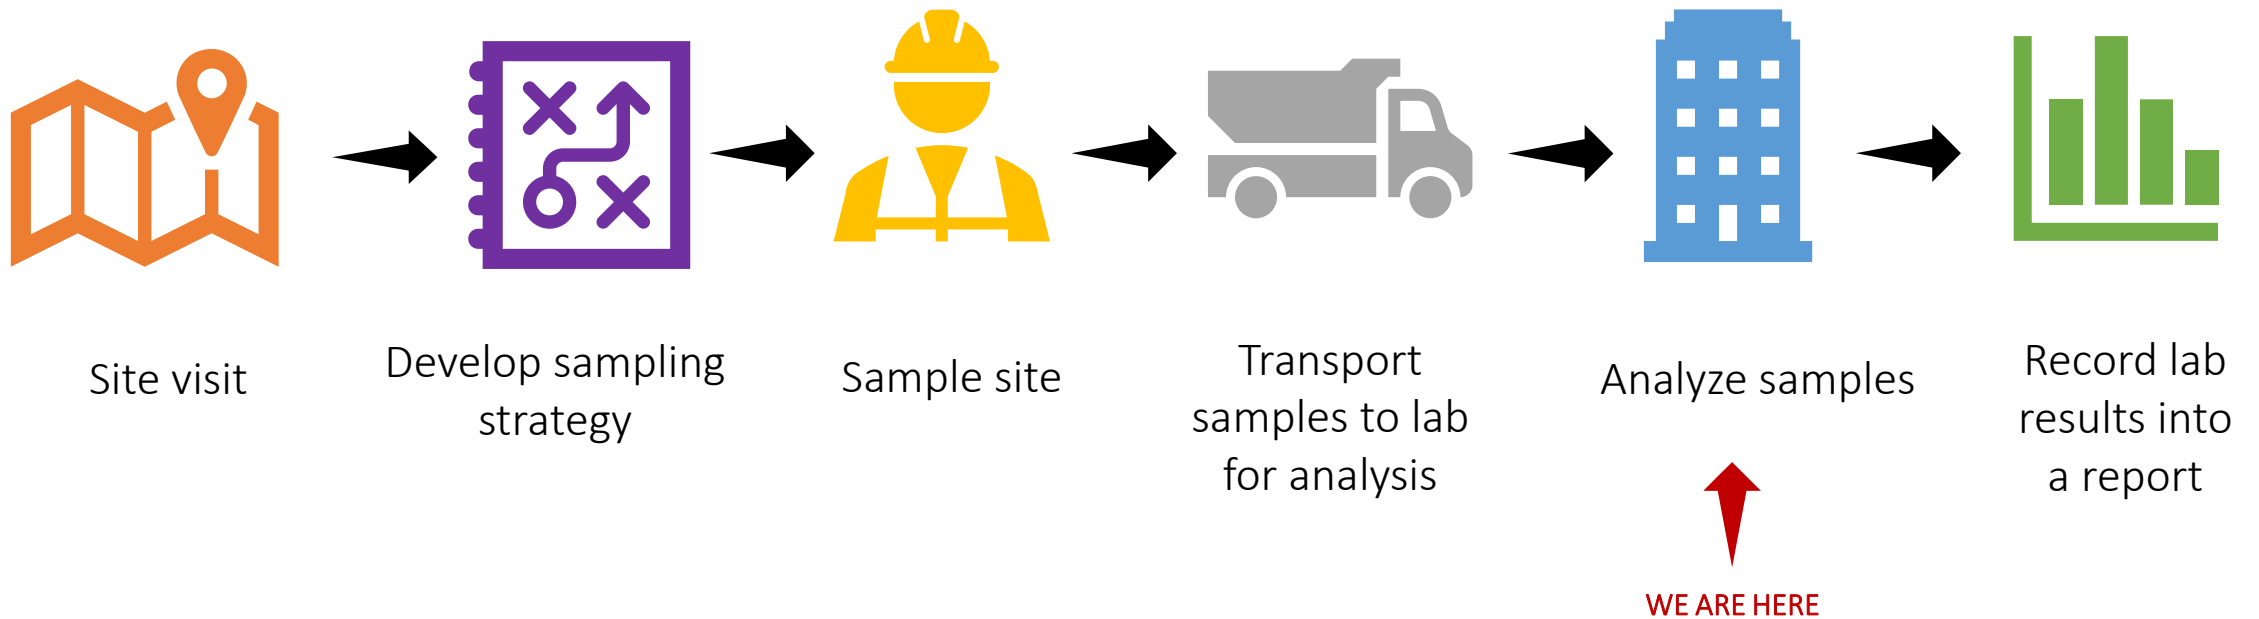 Site visit
Develop sampling
strategy
Sample site
Transport
samples to lab
for analysis
Analyze samples
Record lab
results into
a report
WE ARE HERE